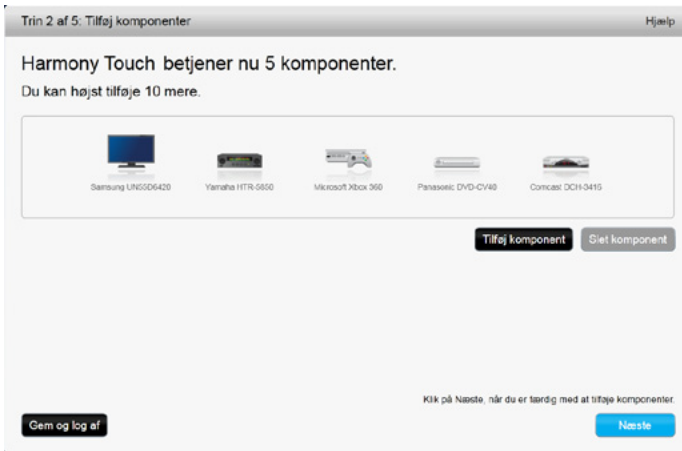 Trin 2 af 5: Tilføj komponenter
Hjælp
Harmony Touch betjener nu 5 komponenter.
Du kan højst tilføje 10 mere.
Samsung UN55D6420
Yamaha HTR-5650
Microsoft Xbox 360
Panasonic DVD-CV40
Comcast DCH-3416
Tilføj komponent
Slet komponent
Klik på Næste, når du er færdig med at tilføje komponenter.
Gem og log af
Næste